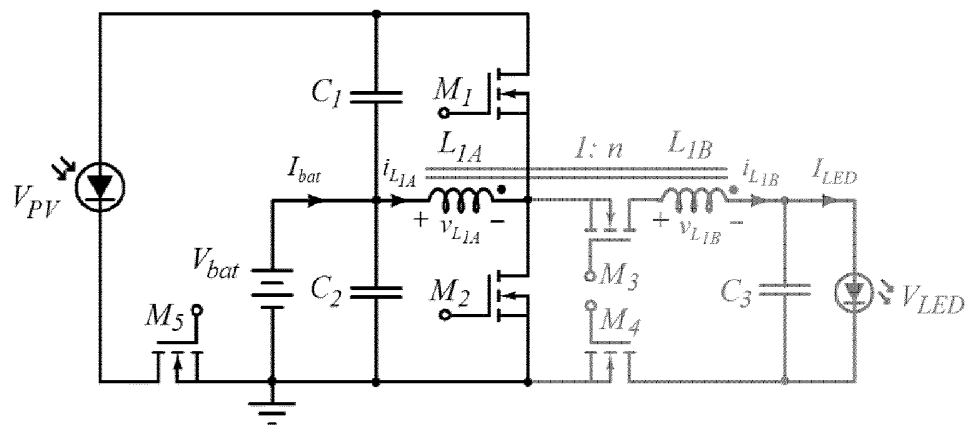 C1
M1
L1A
1: n
L1B
Ibat
iL1A
iL1B
ILED
VPV
+ vL1A −
+ vL1B −
Vbat
C2
M2
M3
C3
VLED
M5
M4